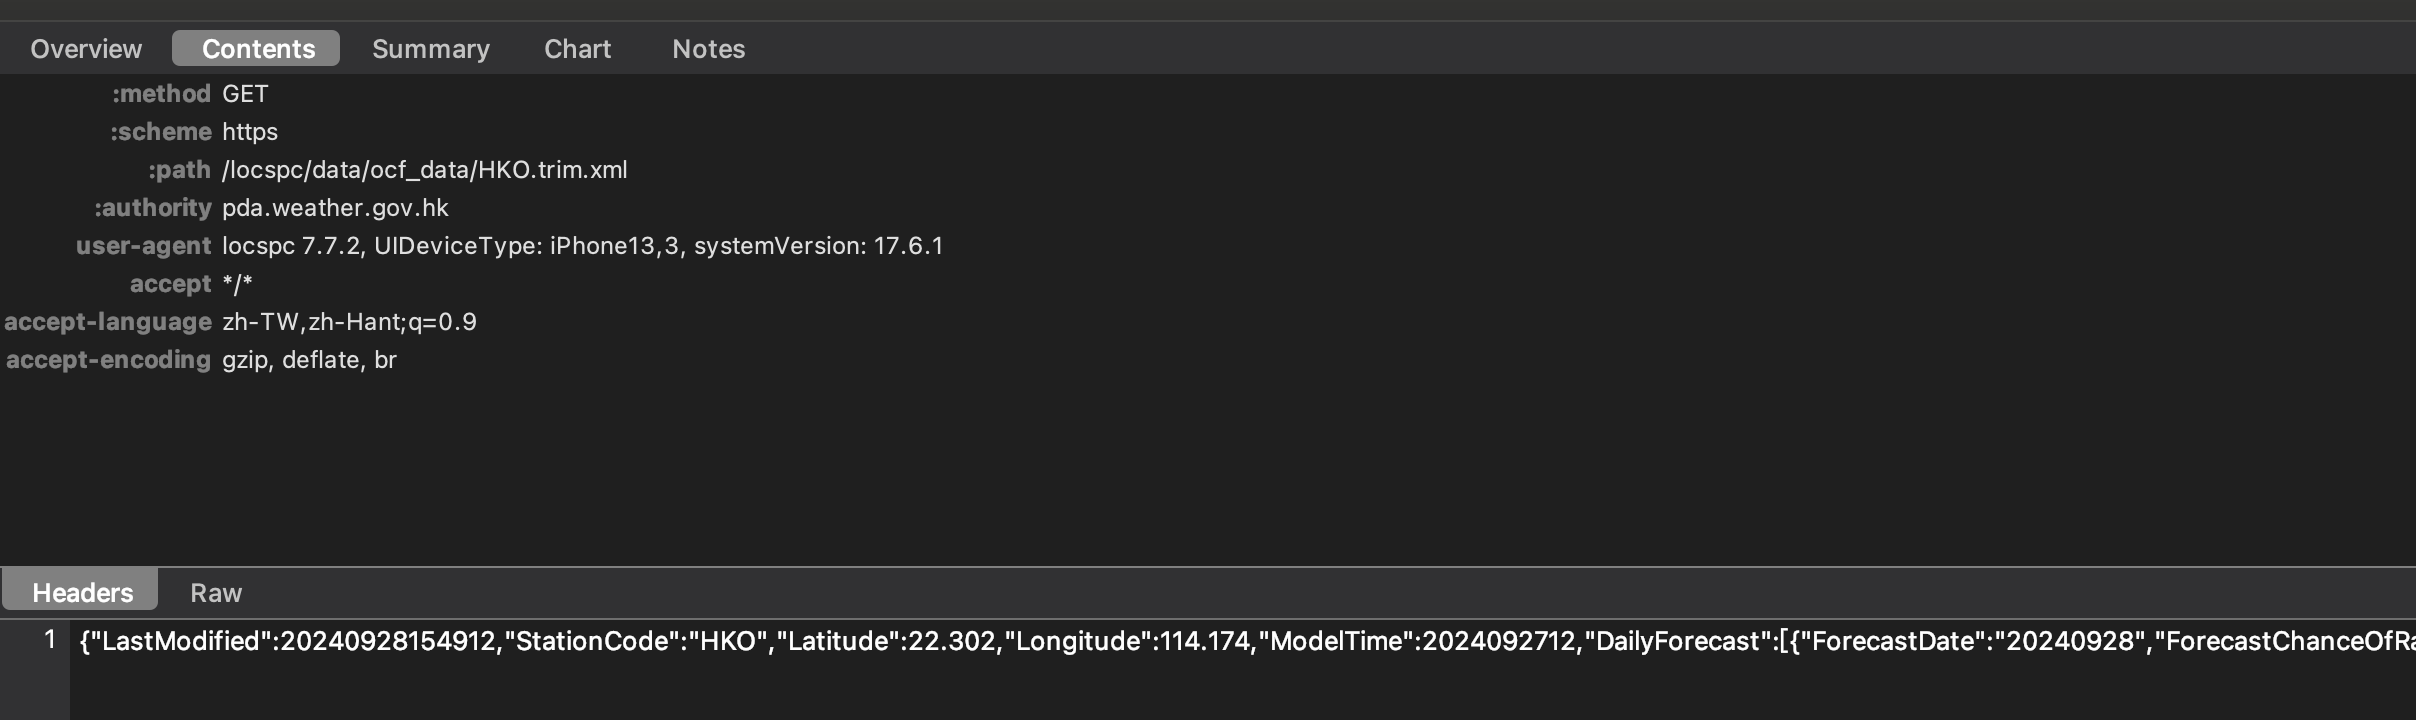 Overview Contents Summary Chart Notes
:method GET
:scheme https
:path /locspc/data/ocf_data/HKO.trim.xml
:authority pda.weather.gov.hk
user-agent locspc 7.7.2, UIDeviceType: iPhone13,3, systemVersion: 17.6.1
accept */*
accept-language zh-TW,zh-Hant;q=0.9
accept-encoding gzip, deflate, br
Headers Raw
1 {"LastModified":20240928154912,"StationCode":"HKO","Latitude":22.302,"Longitude":114.174,"ModelTime":2024092712,"DailyForecast":[{"ForecastDate":"20240928","ForecastChanceOfRa